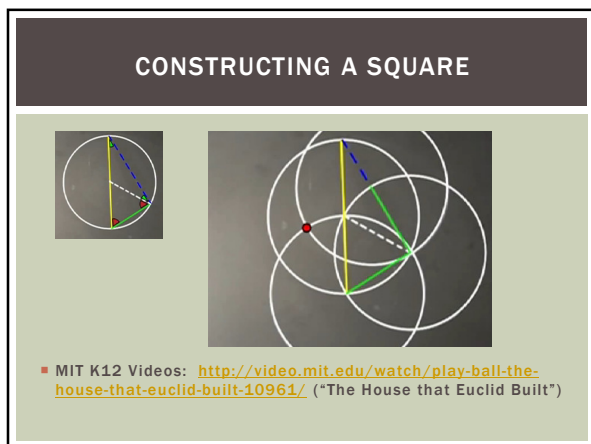 CONSTRUCTING A SQUARE
MIT K12 Videos: http://video.mit.edu/watch/play-ball-the-
house-that-euclid-built-10961/ ("The House that Euclid Built")